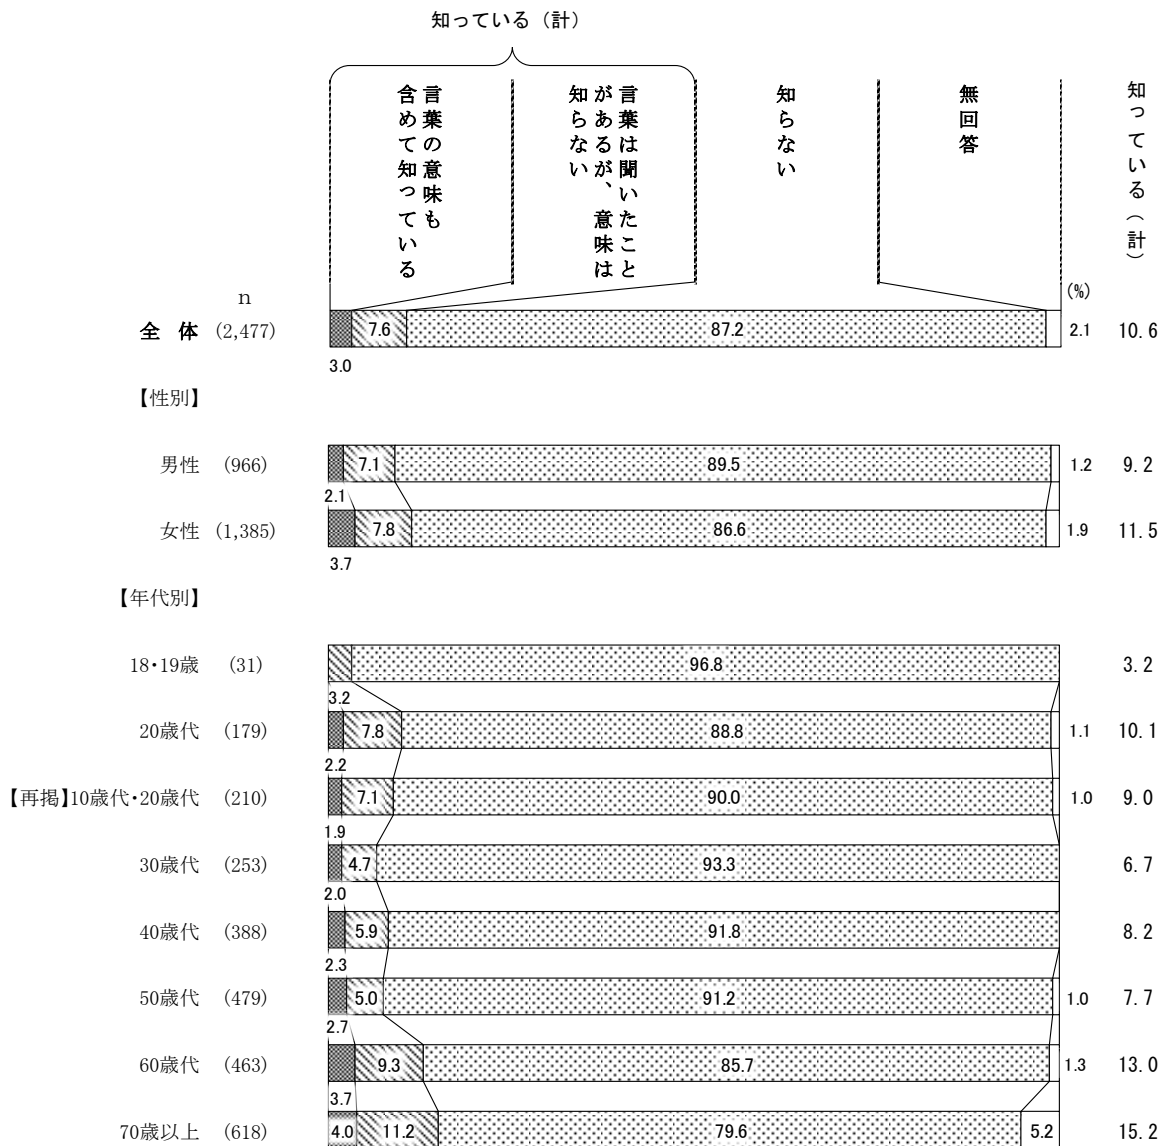 知っている（計）
言葉の意味も
含めて知っている
言葉は聞いたこと
があるが、意味は
知らない
知らない
無回答
知っている（計）
(%)
n
全 体 (2,477) 7.6 87.2 2.1 10.6
3.0
【性別】
男性 (966) 7.1 89.5 1.2 9.2
2.1
女性 (1,385) 7.8 86.6 1.9 11.5
3.7
【年代別】
18・19歳 (31) 96.8 3.2
3.2
20歳代 (179) 7.8 88.8 1.1 10.1
2.2
【再掲】10歳代・20歳代 (210) 7.1 90.0 1.0 9.0
1.9
30歳代 (253) 4.7 93.3 6.7
2.0
40歳代 (388) 5.9 91.8 8.2
2.3
50歳代 (479) 5.0 91.2 1.0 7.7
2.7
60歳代 (463) 9.3 85.7 1.3 13.0
3.7
70歳以上 (618) 4.0 11.2 79.6 5.2 15.2